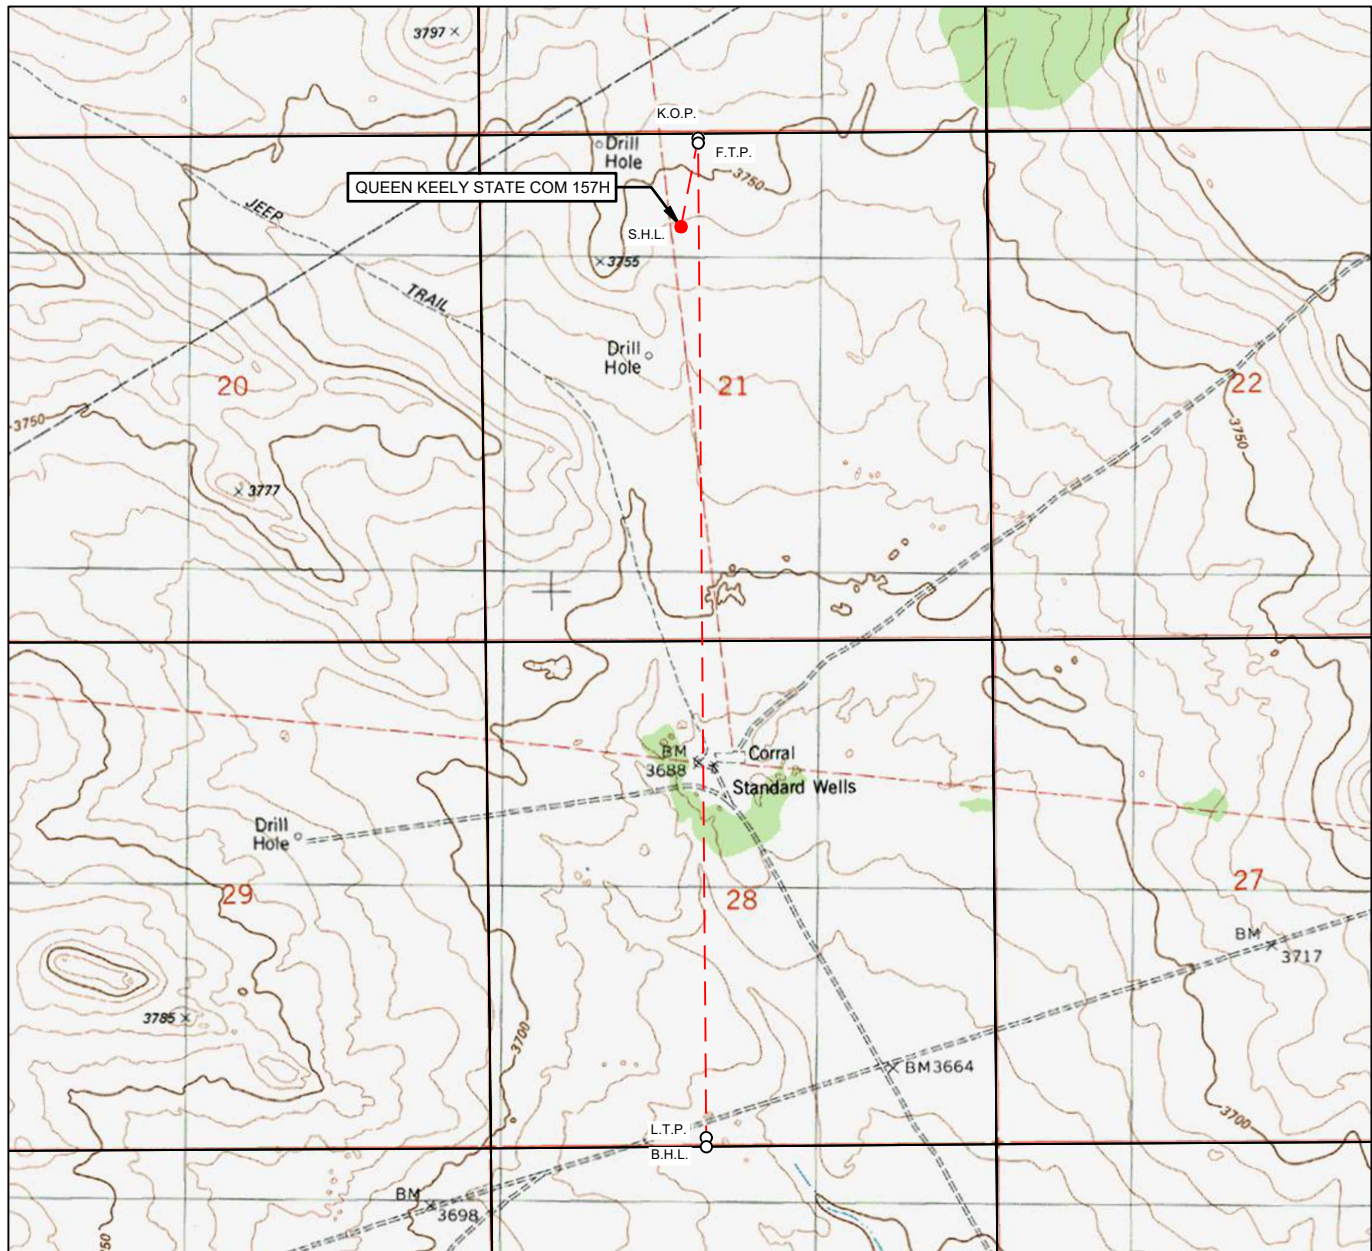 3797
K.O.P.
Drill
Hole
F.T.P.
3750
QUEEN KEELY STATE COM 157H
JEEP
S.H.L.
3755
TRAIL
Drill
Hole
20
21
22
3750
3750
3777
BM
3688
Corral
Standard Wells
Drill
Hole
29
28
27
BM
3717
3785
3700
BM3664
3700
L.T.P.
B.H.L.
BM
3698